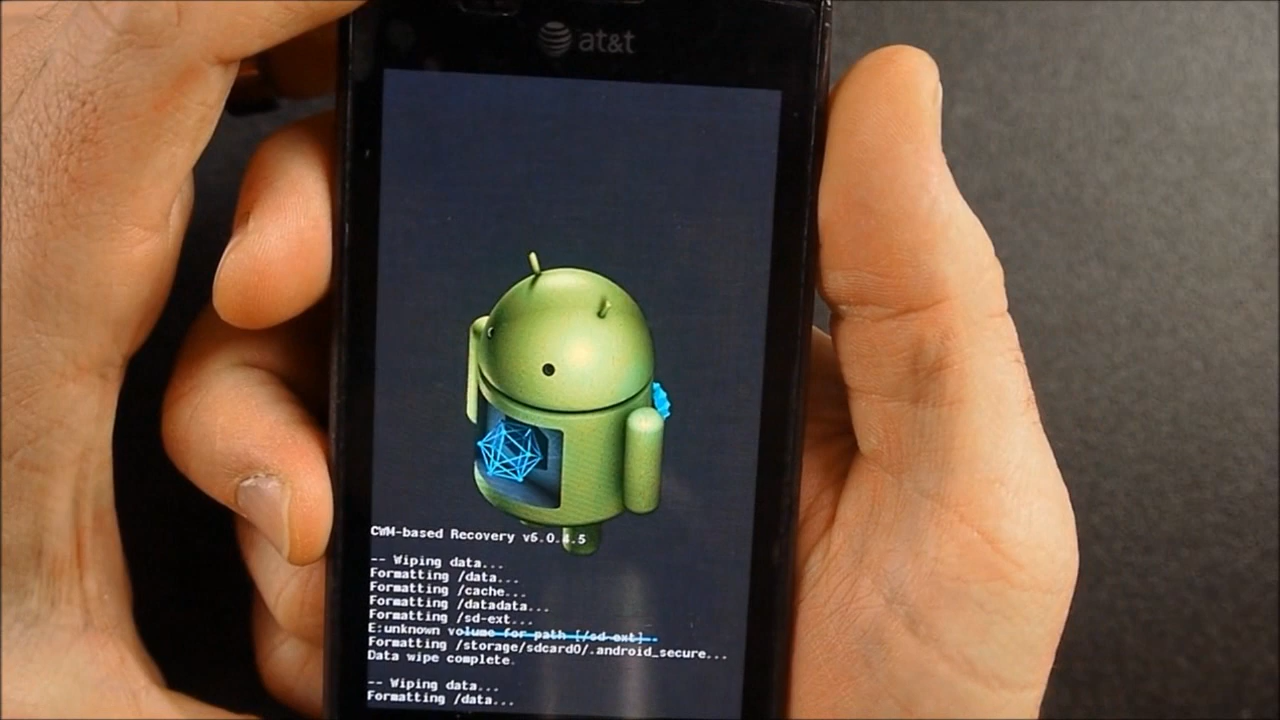 at&t
CWM-based Recovery v6.0.4.5
-- Wiping data...
Formatting /data...
Formatting /cache...
Formatting /datadata...
Formatting /sd-ext...
E:unknown volume for path [/sd-ext]
Formatting /storage/sdcard0/.android_secure...
Data wipe complete.
-- Wiping data...
Formatting /data...